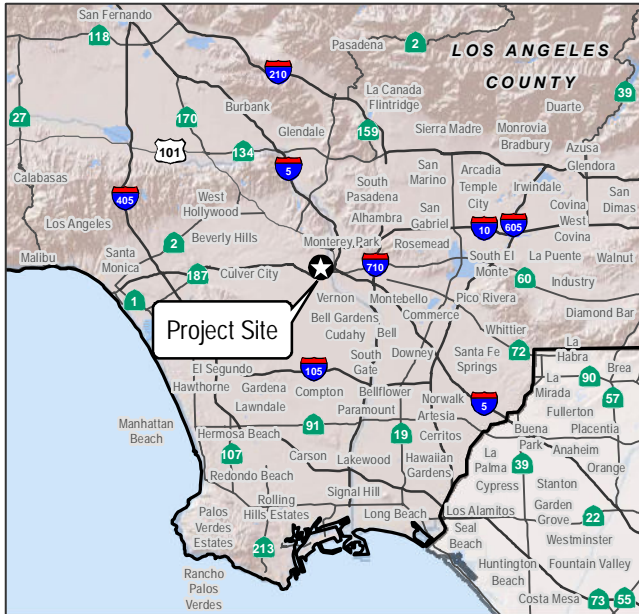 San Fernando
118
Pasadena
2
LOS ANGELES
COUNTY
210
39
La Canada
Flintridge
Burbank
Duarte
27
170
Glendale
159
Sierra Madre
Monrovia
Bradbury
101
134
Azusa
Glendora
5
San
Marino
Arcadia
Temple
City
Irwindale
Calabasas
405
West
Hollywood
South
Pasadena
Alhambra
San
Gabriel
Covina
West
Covina
San
Dimas
Los Angeles
10
605
2
Beverly Hills
Monterey Park
Rosemead
Malibu
Santa
Monica
187
Culver City
710
South El
Monte
La Puente
Walnut
60
Industry
1
Vernon
Montebello
Pico Rivera
Project Site
Bell Gardens
Cudahy
Bell
Commerce
Diamond Bar
Whittier
72
La
Habra
El Segundo
Hawthorne
105
South
Gate
Downey
Santa Fe
Springs
90
Brea
Gardena
Compton
Bellflower
La
Mirada
57
Lawndale
Paramount
Norwalk
Artesia
5
Fullerton
Manhattan
Beach
Hermosa Beach
91
19
Cerritos
Buena
Park
Placentia
Anaheim
107
Carson
Lakewood
Hawaiian
Gardens
La
Palma
39
Orange
Redondo Beach
Cypress
Stanton
Rolling
Hills Estates
Signal Hill
Palos
Verdes
Estates
Long Beach
Los Alamitos
Garden
Grove
22
213
Seal
Beach
Westminster
Rancho
Palos
Verdes
Huntington
Beach
Fountain Valley
Costa Mesa
73
55